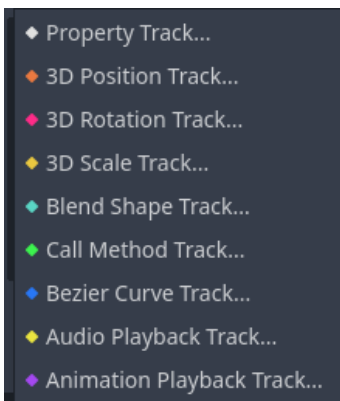 Property Track...
3D Position Track...
3D Rotation Track...
3D Scale Track...
Blend Shape Track...
Call Method Track...
Bezier Curve Track...
Audio Playback Track...
Animation Playback Track...